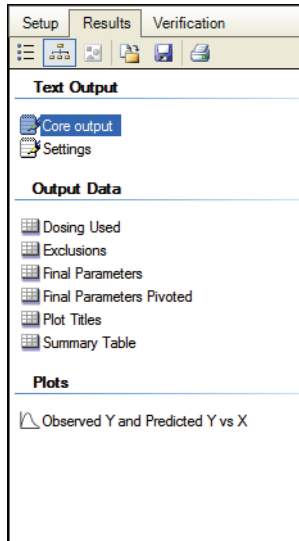 Setup Results Verification
Text Output
Core output
Settings
Output Data
Dosing Used
Exclusions
Final Parameters
Final Parameters Pivoted
Plot Titles
Summary Table
Plots
Observed Y and Predicted Y vs X